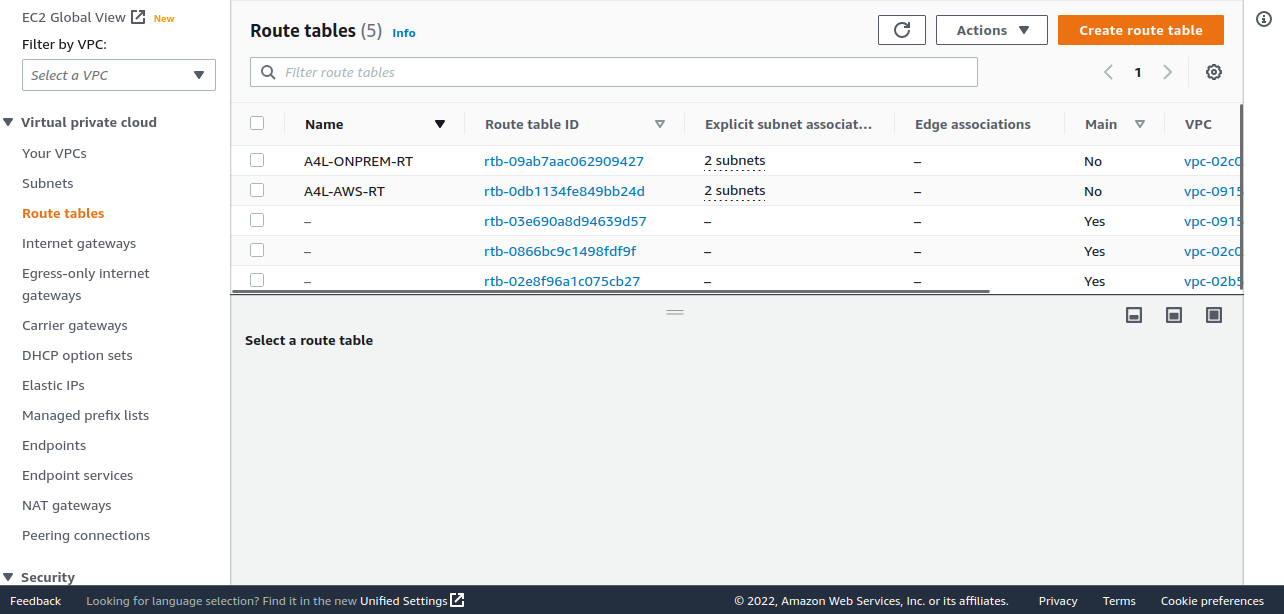 EC2 Global View New
Filter by VPC:
Select a VPC
Virtual private cloud
Your VPCs
Subnets
Route tables
Internet gateways
Egress-only internet
gateways
Carrier gateways
DHCP option sets
Elastic IPs
Managed prefix lists
Endpoints
Endpoint services
NAT gateways
Peering connections
Security
Route tables (5) Info
Actions
Create route table
Filter route tables
1
Name Route table ID Explicit subnet associat... Edge associations Main VPC
A4L-ONPREM-RT rtb-09ab7aac062909427 2 subnets – No vpc-02c0
A4L-AWS-RT rtb-0db1134fe849bb24d 2 subnets – No vpc-0915
– rtb-03e690a8d94639d57 – – Yes vpc-0915
– rtb-0866bc9c1498fdf9f – – Yes vpc-02c0
– rtb-02e8f96a1c075cb27 – – Yes vpc-02b5
Select a route table
Feedback Looking for language selection? Find it in the new Unified Settings © 2022, Amazon Web Services, Inc. or its affiliates. Privacy Terms Cookie preferences